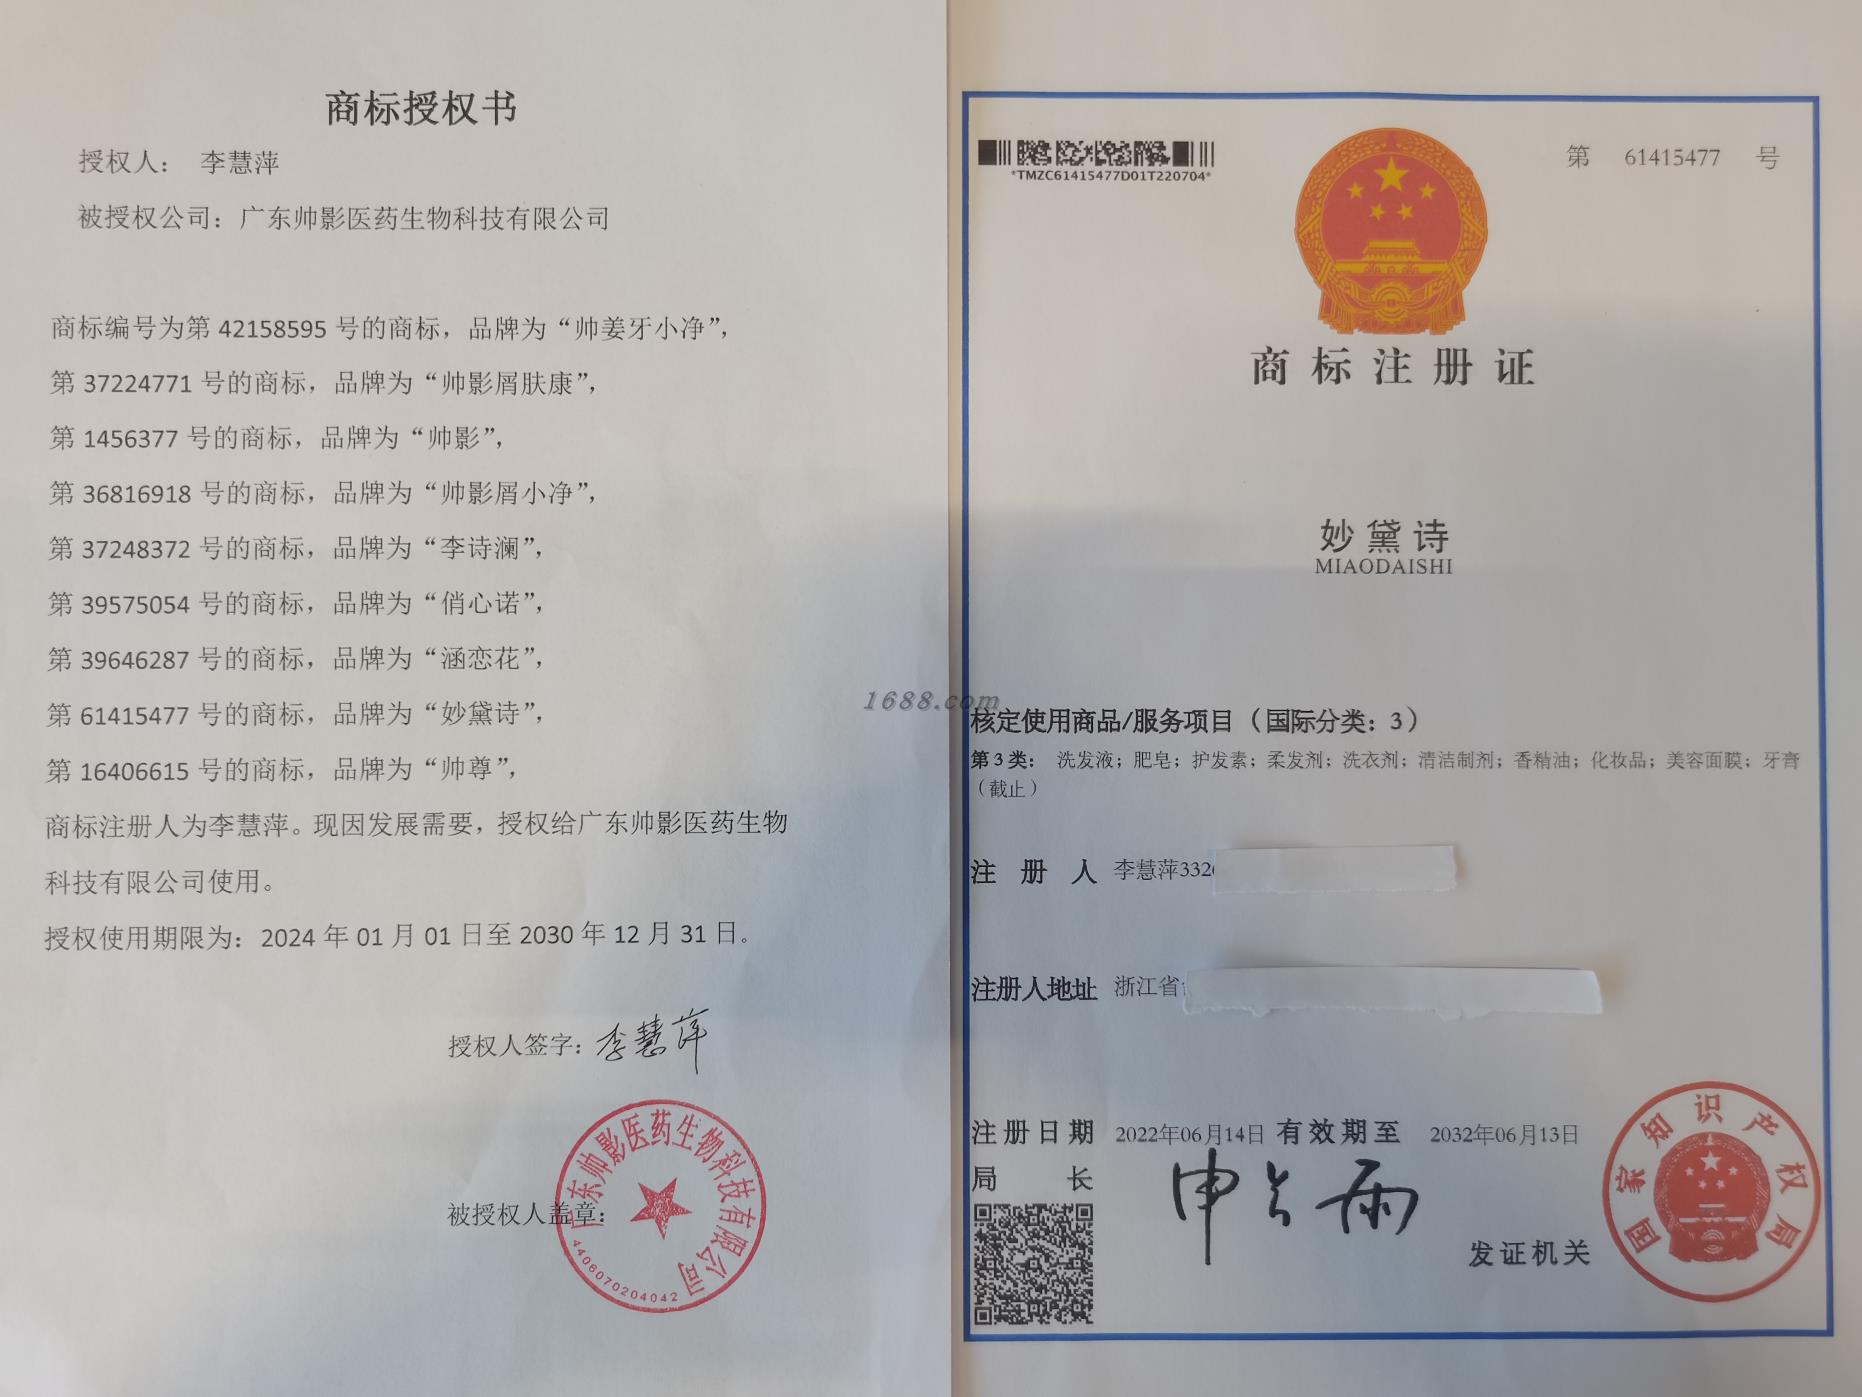 商标授权书
授权人： 李慧萍
被授权公司：广东帅影医药生物科技有限公司
商标编号为第 42158595 号的商标，品牌为“帅姜牙小净”，
第 37224771 号的商标，品牌为“帅影屑肤康”，
第 1456377 号的商标，品牌为“帅影”，
第 36816918 号的商标，品牌为“帅影屑小净”，
第 37248372 号的商标，品牌为“李诗澜”，
第 39575054 号的商标，品牌为“俏心诺”，
第 39646287 号的商标，品牌为“涵恋花”，
第 61415477 号的商标，品牌为“妙黛诗”，
第 16406615 号的商标，品牌为“帅尊”，
商标注册人为李慧萍。现因发展需要，授权给广东帅影医药生物
科技有限公司使用。
授权使用期限为：2024 年 01 月 01 日至 2030 年 12 月 31 日。
授权人签字：李慧萍
被授权人盖章：
广东帅影医药生物科技有限公司
4406070204042
1688.com
*TMZC61415477D01T220704*
第 61415477 号
商标注册证
妙黛诗
MIAODAISHI
核定使用商品/服务项目（国际分类：3）
第3类： 洗发液；肥皂；护发素；柔发剂；洗衣剂；清洁制剂；香精油；化妆品；美容面膜；牙膏
（截止）
注册人 李慧萍332
注册人地址 浙江省
注册日期 2022年06月14日 有效期至 2032年06月13日
局长 申长雨
发证机关
国家知识产权局